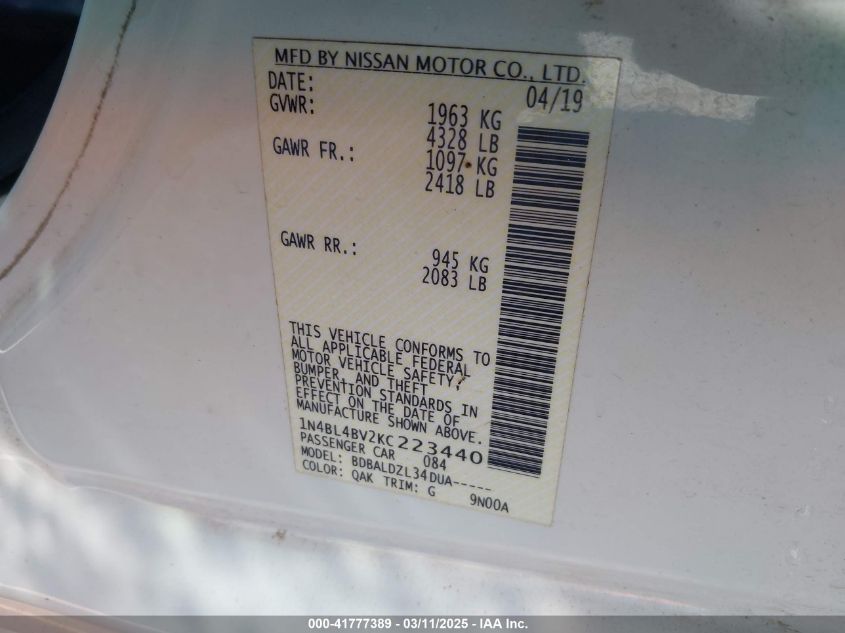 MFD BY NISSAN MOTOR CO., LTD.
DATE: 04/19
GVWR: 1963 KG
4328 LB
GAWR FR.: 1097 KG
2418 LB
GAWR RR.: 945 KG
2083 LB
THIS VEHICLE CONFORMS TO
ALL APPLICABLE FEDERAL
MOTOR VEHICLE SAFETY,
BUMPER, AND THEFT
PREVENTION STANDARDS IN
EFFECT ON THE DATE OF
MANUFACTURE SHOWN ABOVE.
1N4BL4BV2KC223440
PASSENGER CAR 084
MODEL: BDBALDZL34DUA-----
COLOR: QAK TRIM: G 9N00A
000-41777389 - 03/11/2025 - IAA Inc.